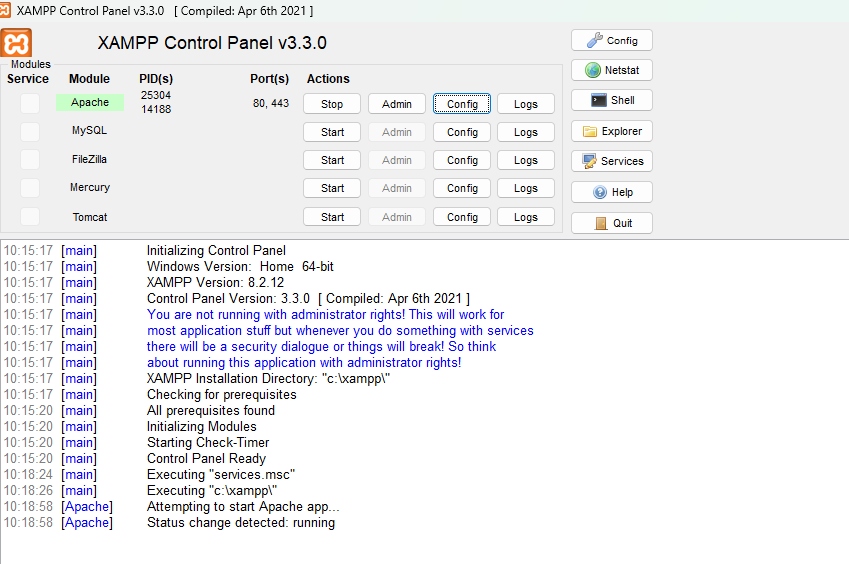 XAMPP Control Panel v3.3.0 [ Compiled: Apr 6th 2021 ]
XAMPP Control Panel v3.3.0
Config
Modules
Service Module PID(s) Port(s) Actions
Netstat
Apache 25304 14188 80, 443 Stop Admin Config Logs
Shell
MySQL Start Admin Config Logs
Explorer
FileZilla Start Admin Config Logs
Services
Mercury Start Admin Config Logs
Help
Tomcat Start Admin Config Logs
Quit
10:15:17 [main] Initializing Control Panel
10:15:17 [main] Windows Version: Home 64-bit
10:15:17 [main] XAMPP Version: 8.2.12
10:15:17 [main] Control Panel Version: 3.3.0 [ Compiled: Apr 6th 2021 ]
10:15:17 [main] You are not running with administrator rights! This will work for
10:15:17 [main] most application stuff but whenever you do something with services
10:15:17 [main] there will be a security dialogue or things will break! So think
10:15:17 [main] about running this application with administrator rights!
10:15:17 [main] XAMPP Installation Directory: "c:\xampp\"
10:15:17 [main] Checking for prerequisites
10:15:20 [main] All prerequisites found
10:15:20 [main] Initializing Modules
10:15:20 [main] Starting Check-Timer
10:15:20 [main] Control Panel Ready
10:18:24 [main] Executing "services.msc"
10:18:26 [main] Executing "c:\xampp\"
10:18:58 [Apache] Attempting to start Apache app...
10:18:58 [Apache] Status change detected: running